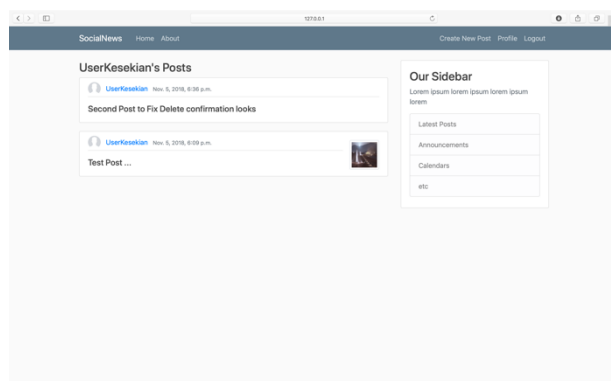 127.0.0.1
SocialNews Home About Create New Post Profile Logout
UserKesekian's Posts
UserKesekian Nov. 5, 2018, 6:36 p.m.
Second Post to Fix Delete confirmation looks
UserKesekian Nov. 5, 2018, 6:09 p.m.
Test Post ...
Our Sidebar
Lorem ipsum lorem ipsum lorem ipsum
lorem
Latest Posts
Announcements
Calendars
etc